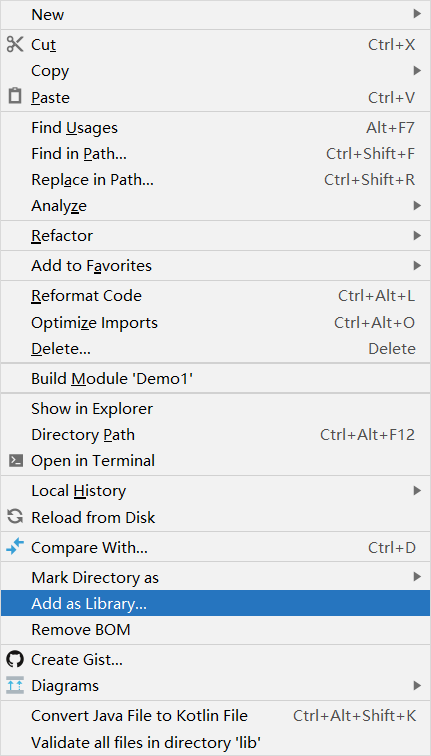 New
Cut Ctrl+X
Copy
Paste Ctrl+V
Find Usages Alt+F7
Find in Path... Ctrl+Shift+F
Replace in Path... Ctrl+Shift+R
Analyze
Refactor
Add to Favorites
Reformat Code Ctrl+Alt+L
Optimize Imports Ctrl+Alt+O
Delete... Delete
Build Module 'Demo1'
Show in Explorer
Directory Path Ctrl+Alt+F12
Open in Terminal
Local History
Reload from Disk
Compare With... Ctrl+D
Mark Directory as
Add as Library...
Remove BOM
Create Gist...
Diagrams
Convert Java File to Kotlin File Ctrl+Alt+Shift+K
Validate all files in directory 'lib'